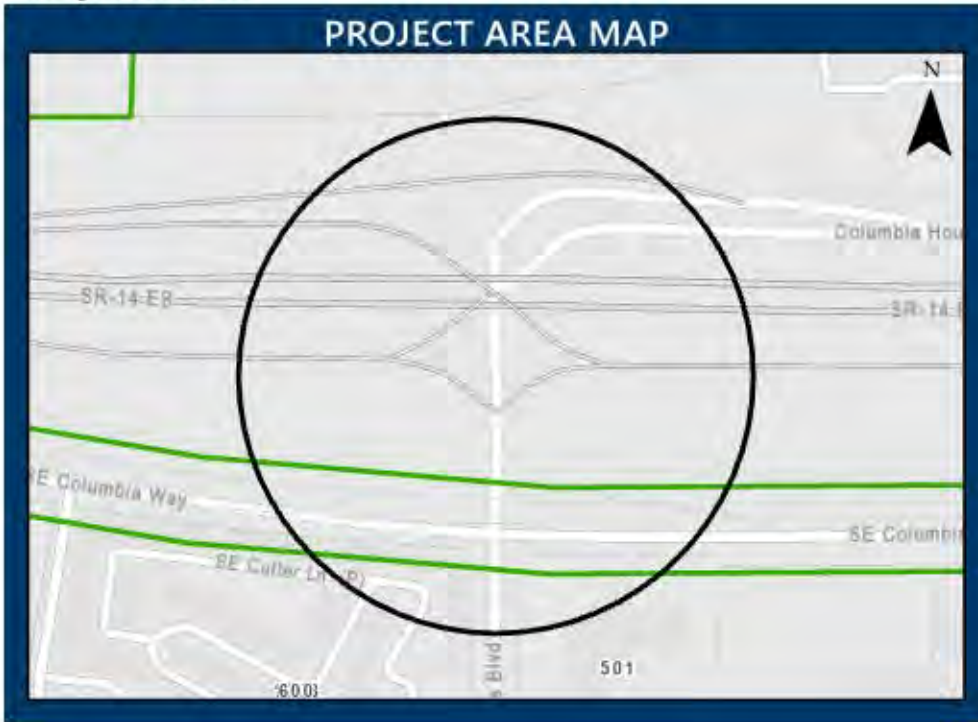 PROJECT AREA MAP
N
Columbia Hou
SR-14 EB
SR-14
SE Columbia Way
SE Columbi
SE Cutter Ln (P)
s Blvd
501